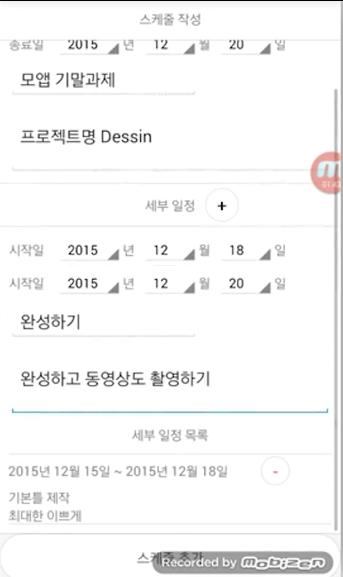 스케줄 작성
종료일 2015 년 12 월 20 일
모앱 기말과제
프로젝트명 Dessin
세부 일정 +
시작일 2015 년 12 월 18 일
시작일 2015 년 12 월 20 일
완성하기
완성하고 동영상도 촬영하기
세부 일정 목록
2015년 12월 15일 ~ 2015년 12월 18일 -
기본틀 제작
최대한 이쁘게
스케줄 추가
Recorded by mobizen